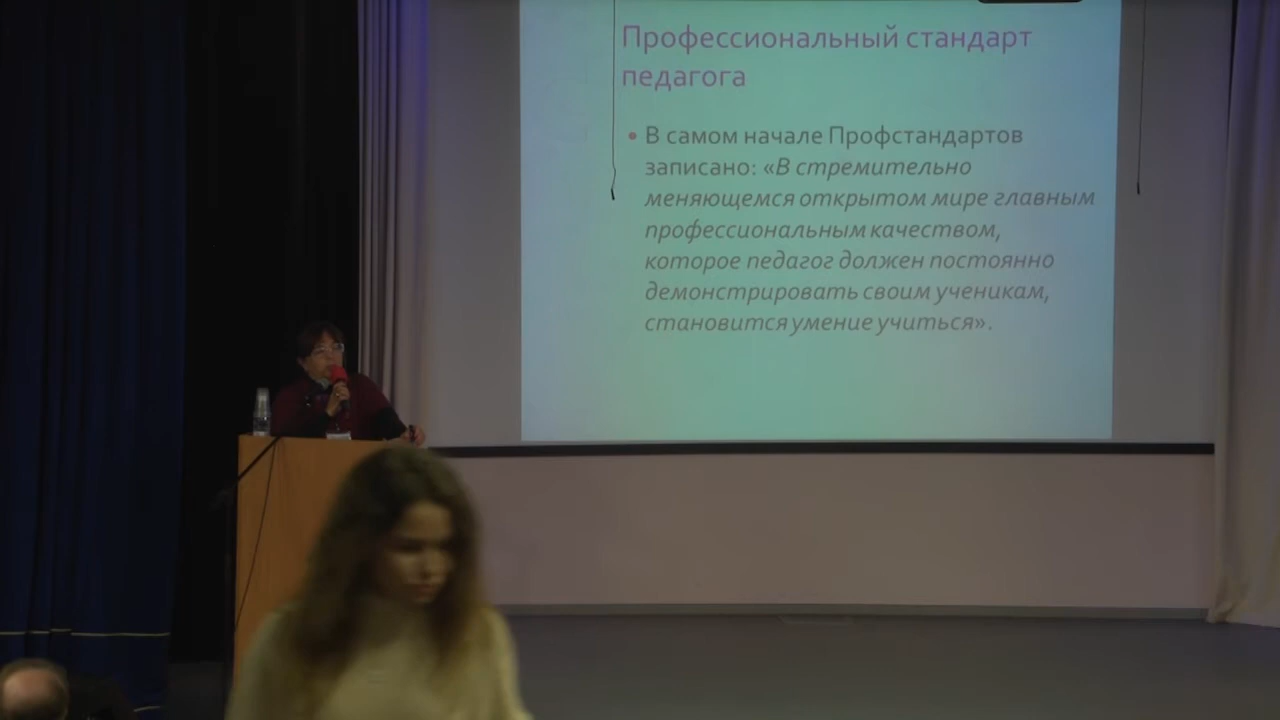 Профессиональный стандарт
педагога
• В самом начале Профстандартов
записано: «В стремительно
меняющемся открытом мире главным
профессиональным качеством,
которое педагог должен постоянно
демонстрировать своим ученикам,
становится умение учиться».